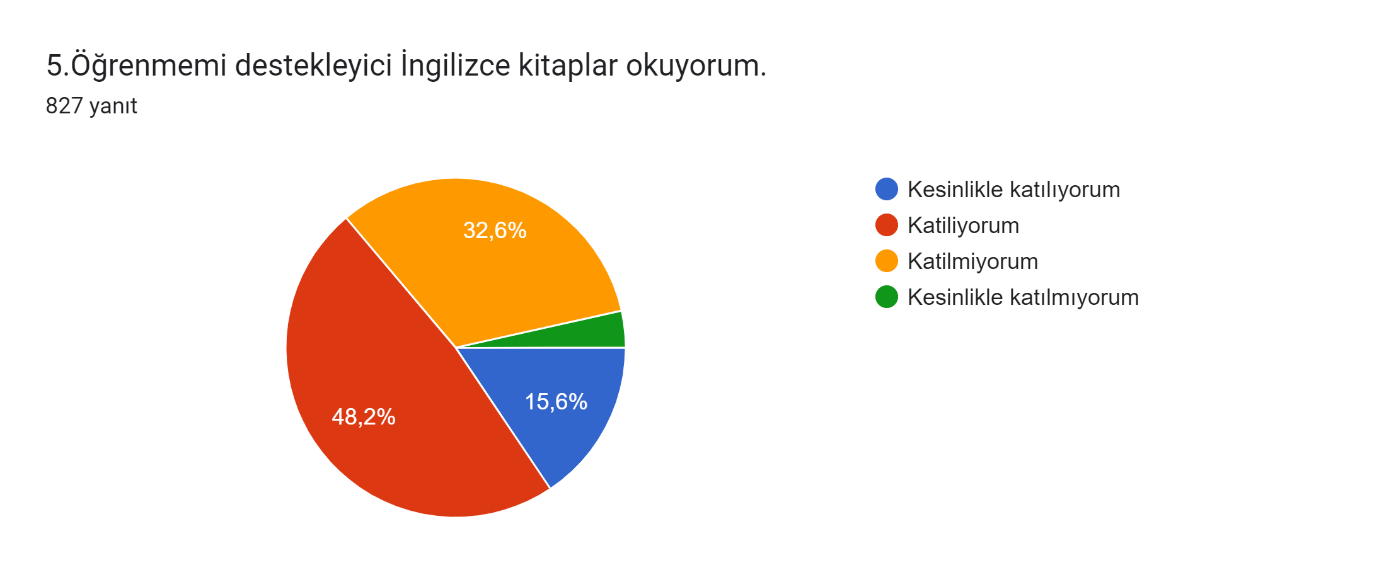 5.Öğrenmemi destekleyici İngilizce kitaplar okuyorum.
827 yanıt
Kesinlikle katılıyorum
Katiliyorum
Katilmiyorum
Kesinlikle katılmıyorum
32,6%
15,6%
48,2%